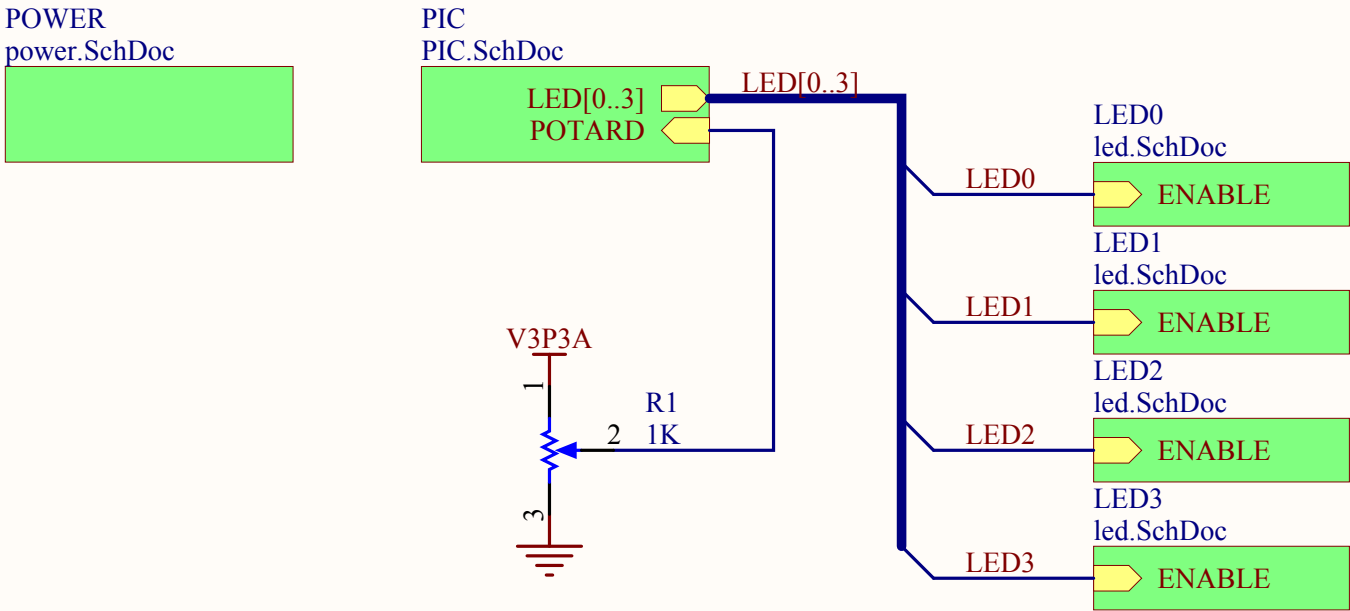 POWER
power.SchDoc
PIC
PIC.SchDoc
LED[0..3]
POTARD
LED[0..3]
LED0
led.SchDoc
LED0
ENABLE
LED1
led.SchDoc
LED1
ENABLE
V3P3A
1
R1
2 1K
3
LED2
led.SchDoc
LED2
ENABLE
LED3
led.SchDoc
LED3
ENABLE